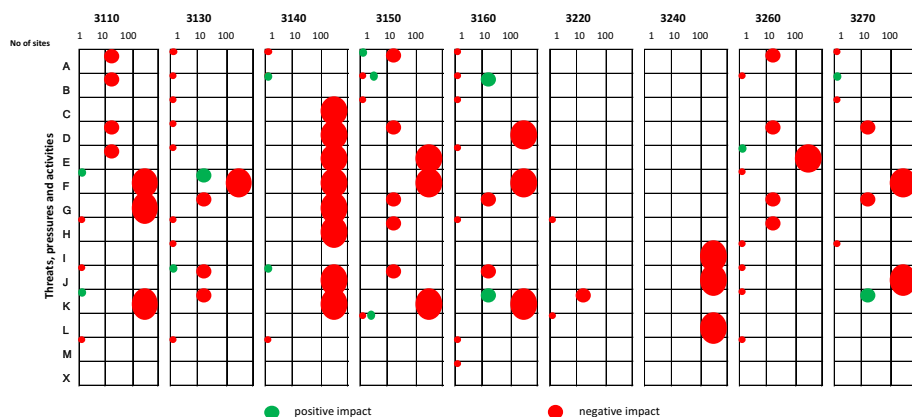 3110 3130 3140 3150 3160 3220 3240 3260 3270
No of sites 1 10 100 1 10 100 1 10 100 1 10 100 1 10 100 1 10 100 1 10 100 1 10 100 1 10 100
Threats, pressures and activities
A
B
C
D
E
F
G
H
I
J
K
L
M
X
positive impact negative impact